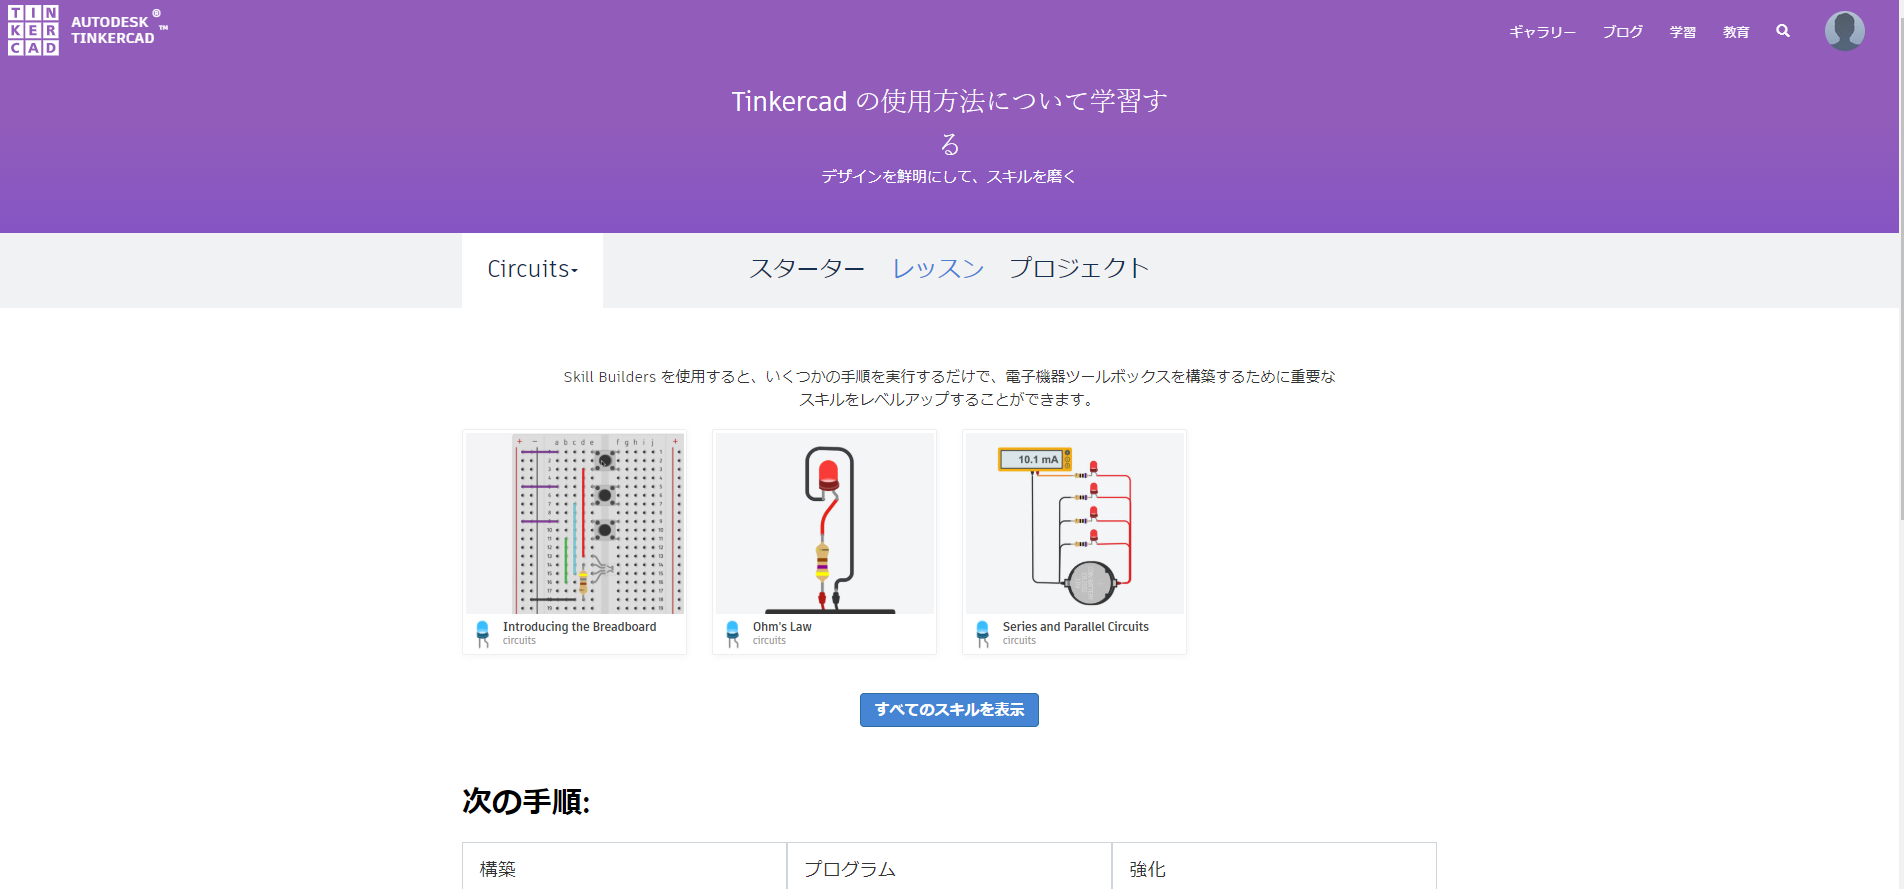 TINKERCAD
AUTODESK®
TINKERCAD™
ギャラリー ブログ 学習 教育
Tinkercad の使用方法について学習す
る
デザインを鮮明にして、スキルを磨く
Circuits スターター レッスン プロジェクト
Skill Builders を使用すると、いくつかの手順を実行するだけで、電子機器ツールボックスを構築するために重要な
スキルをレベルアップすることができます。
+ − a b c d e f g h i j +
10.1 mA
Introducing the Breadboard
circuits
Ohm's Law
circuits
Series and Parallel Circuits
circuits
すべてのスキルを表示
次の手順:
構築 プログラム 強化